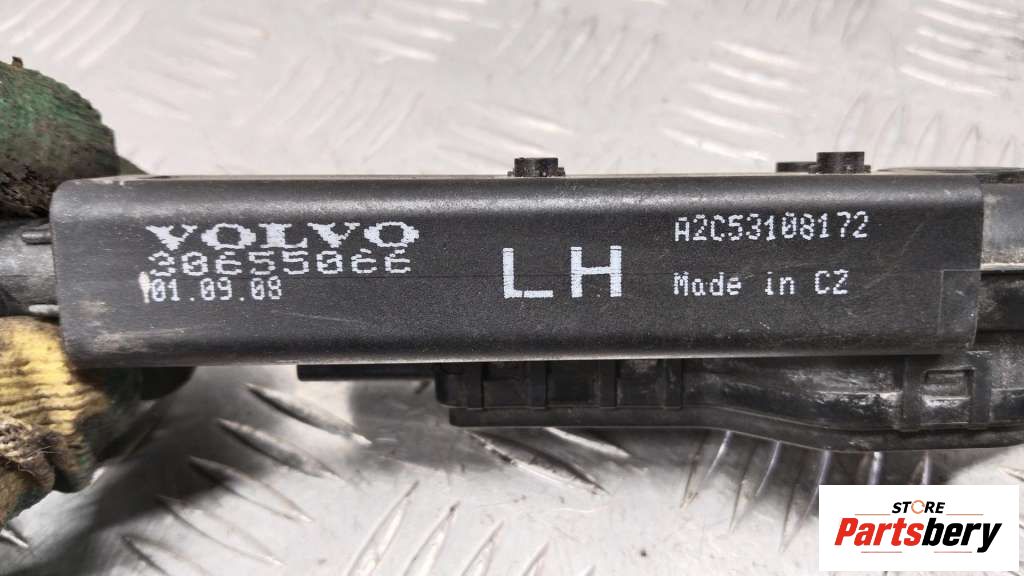 VOLVO
30655066
01.09.08
LH
A2C53108172
Made in CZ
STORE
Partsbery